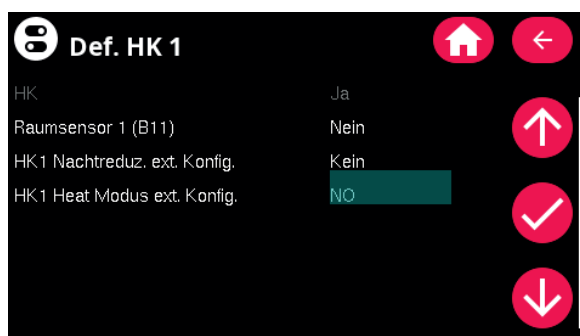 Def. HK 1
HK Ja
Raumsensor 1 (B11) Nein
HK1 Nachtreduz. ext. Konfig. Kein
HK1 Heat Modus ext. Konfig. NO